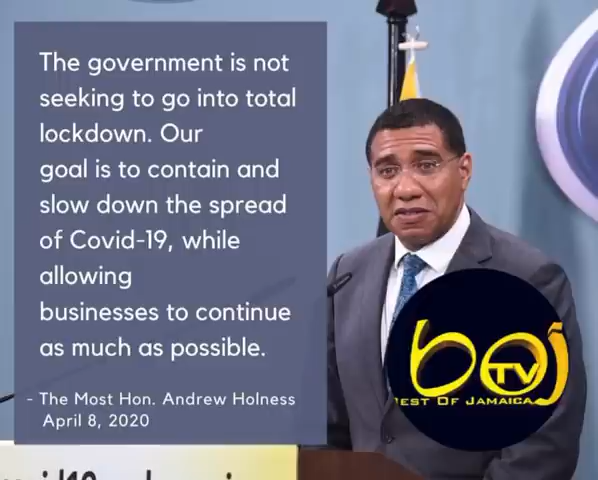 The government is not
seeking to go into total
lockdown. Our
goal is to contain and
slow down the spread
of Covid-19, while
allowing
businesses to continue
as much as possible.
- The Most Hon. Andrew Holness
April 8, 2020
boj
TV
EST OF JAMAICA